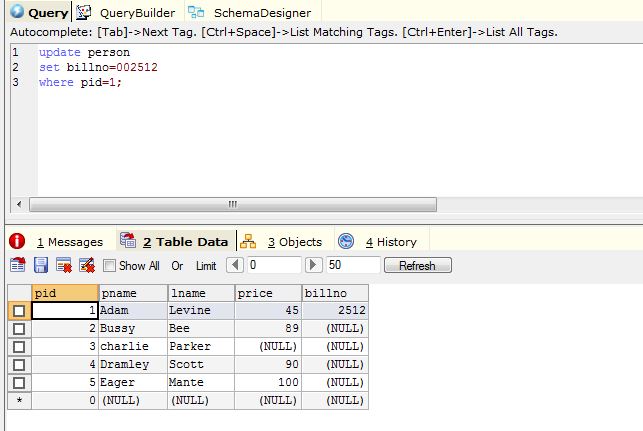 Query QueryBuilder SchemaDesigner
Autocomplete: [Tab]->Next Tag. [Ctrl+Space]->List Matching Tags. [Ctrl+Enter]->List All Tags.
1 update person
2 set billno=002512
3 where pid=1;
1 Messages 2 Table Data 3 Objects 4 History
Show All Or Limit 0 50 Refresh
pid pname lname price billno
1 Adam Levine 45 2512
2 Bussy Bee 89 (NULL)
3 charlie Parker (NULL) (NULL)
4 Dramley Scott 90 (NULL)
5 Eager Mante 100 (NULL)
* 0 (NULL) (NULL) (NULL) (NULL)